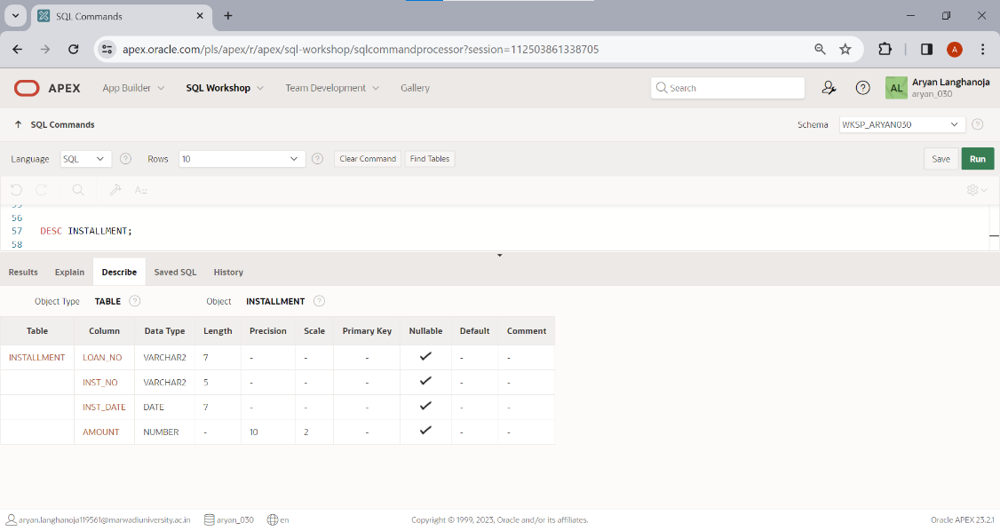 SQL Commands
apex.oracle.com/pls/apex/r/apex/sql-workshop/sqlcommandprocessor?session=112503861338705
A
APEX App Builder SQL Workshop Team Development Gallery Search AL Aryan Langhanoja
aryan_030
SQL Commands Schema WKSP_ARYAN030
Language SQL Rows 10 Clear Command Find Tables Save Run
56
57 DESC INSTALLMENT;
58
Results Explain Describe Saved SQL History
Object Type TABLE Object INSTALLMENT
Table Column Data Type Length Precision Scale Primary Key Nullable Default Comment
INSTALLMENT LOAN_NO VARCHAR2 7 - - - - -
INST_NO VARCHAR2 5 - - - - -
INST_DATE DATE 7 - - - - -
AMOUNT NUMBER - 10 2 - - -
aryan.langhanoja119561@marwadiuniversity.ac.in aryan_030 en Copyright © 1999, 2023, Oracle and/or its affiliates. Oracle APEX 23.2.1